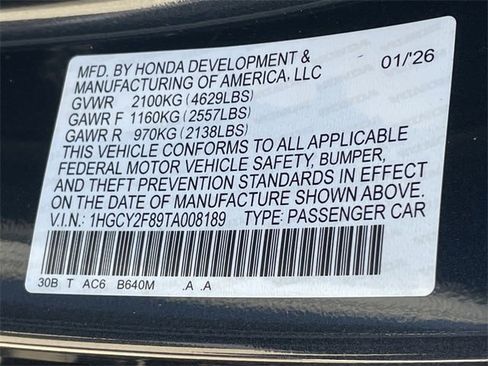 MFD. BY HONDA DEVELOPMENT &
MANUFACTURING OF AMERICA, LLC 01/'26
GVWR 2100KG (4629LBS)
GAWR F 1160KG (2557LBS)
GAWR R 970KG (2138LBS)
THIS VEHICLE CONFORMS TO ALL APPLICABLE
FEDERAL MOTOR VEHICLE SAFETY, BUMPER,
AND THEFT PREVENTION STANDARDS IN EFFECT
ON THE DATE OF MANUFACTURE SHOWN ABOVE.
V.I.N.: 1HGCY2F89TA008189 TYPE: PASSENGER CAR
30B T AC6 B640M .A .A